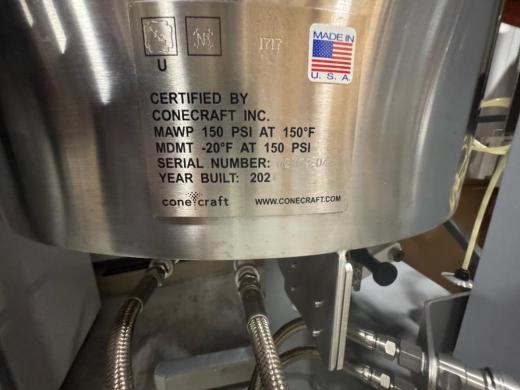 MADE IN
U.S.A.
U
1717
CERTIFIED BY
CONECRAFT INC.
MAWP 150 PSI AT 150°F
MDMT -20°F AT 150 PSI
SERIAL NUMBER:
YEAR BUILT: 202
conecraft WWW.CONECRAFT.COM